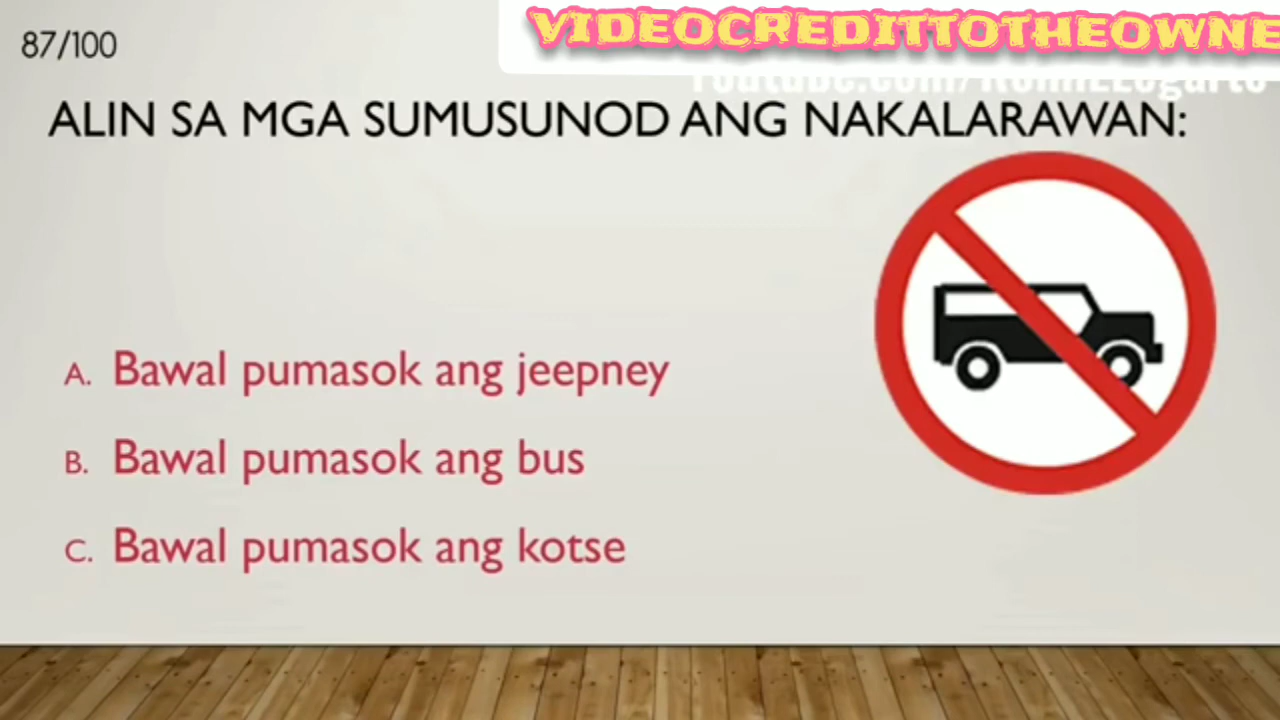 87/100
VIDEOCREDITTOTHEOWNE
ALIN SA MGA SUMUSUNOD ANG NAKALARAWAN:
A. Bawal pumasok ang jeepney
B. Bawal pumasok ang bus
C. Bawal pumasok ang kotse